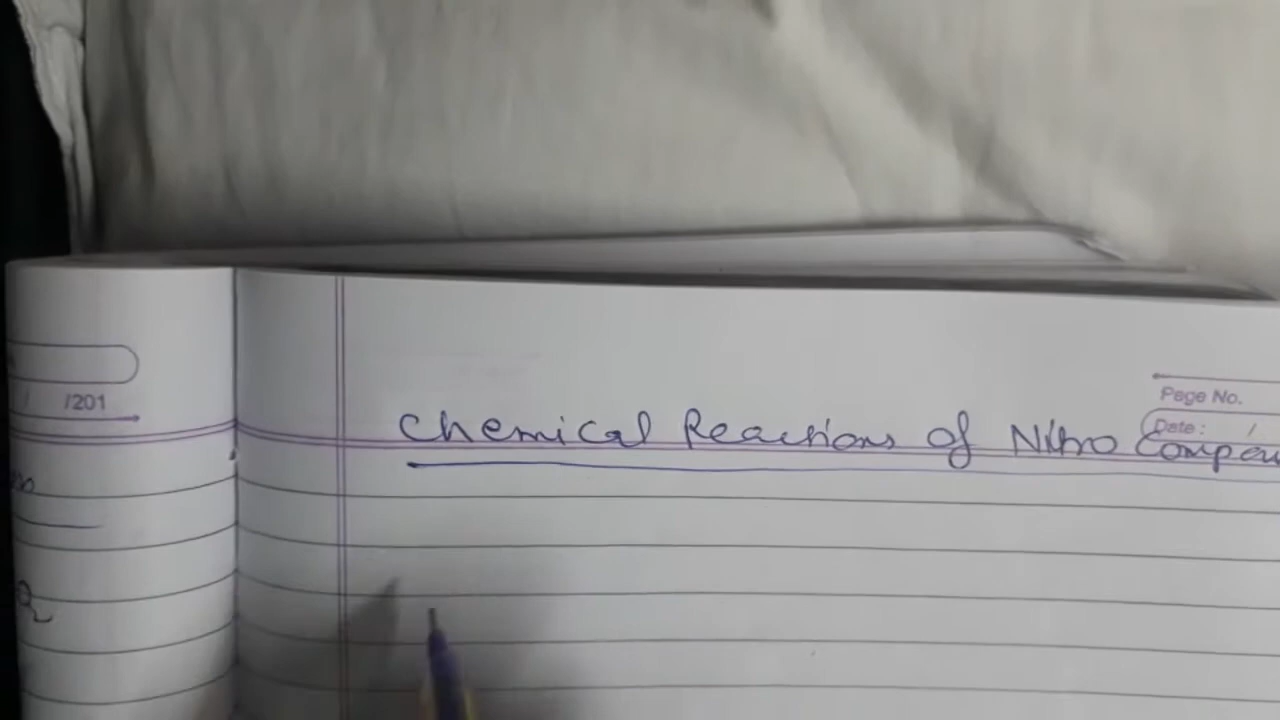 /201
Page No.
Date: /
Chemical Reactions of Nitro